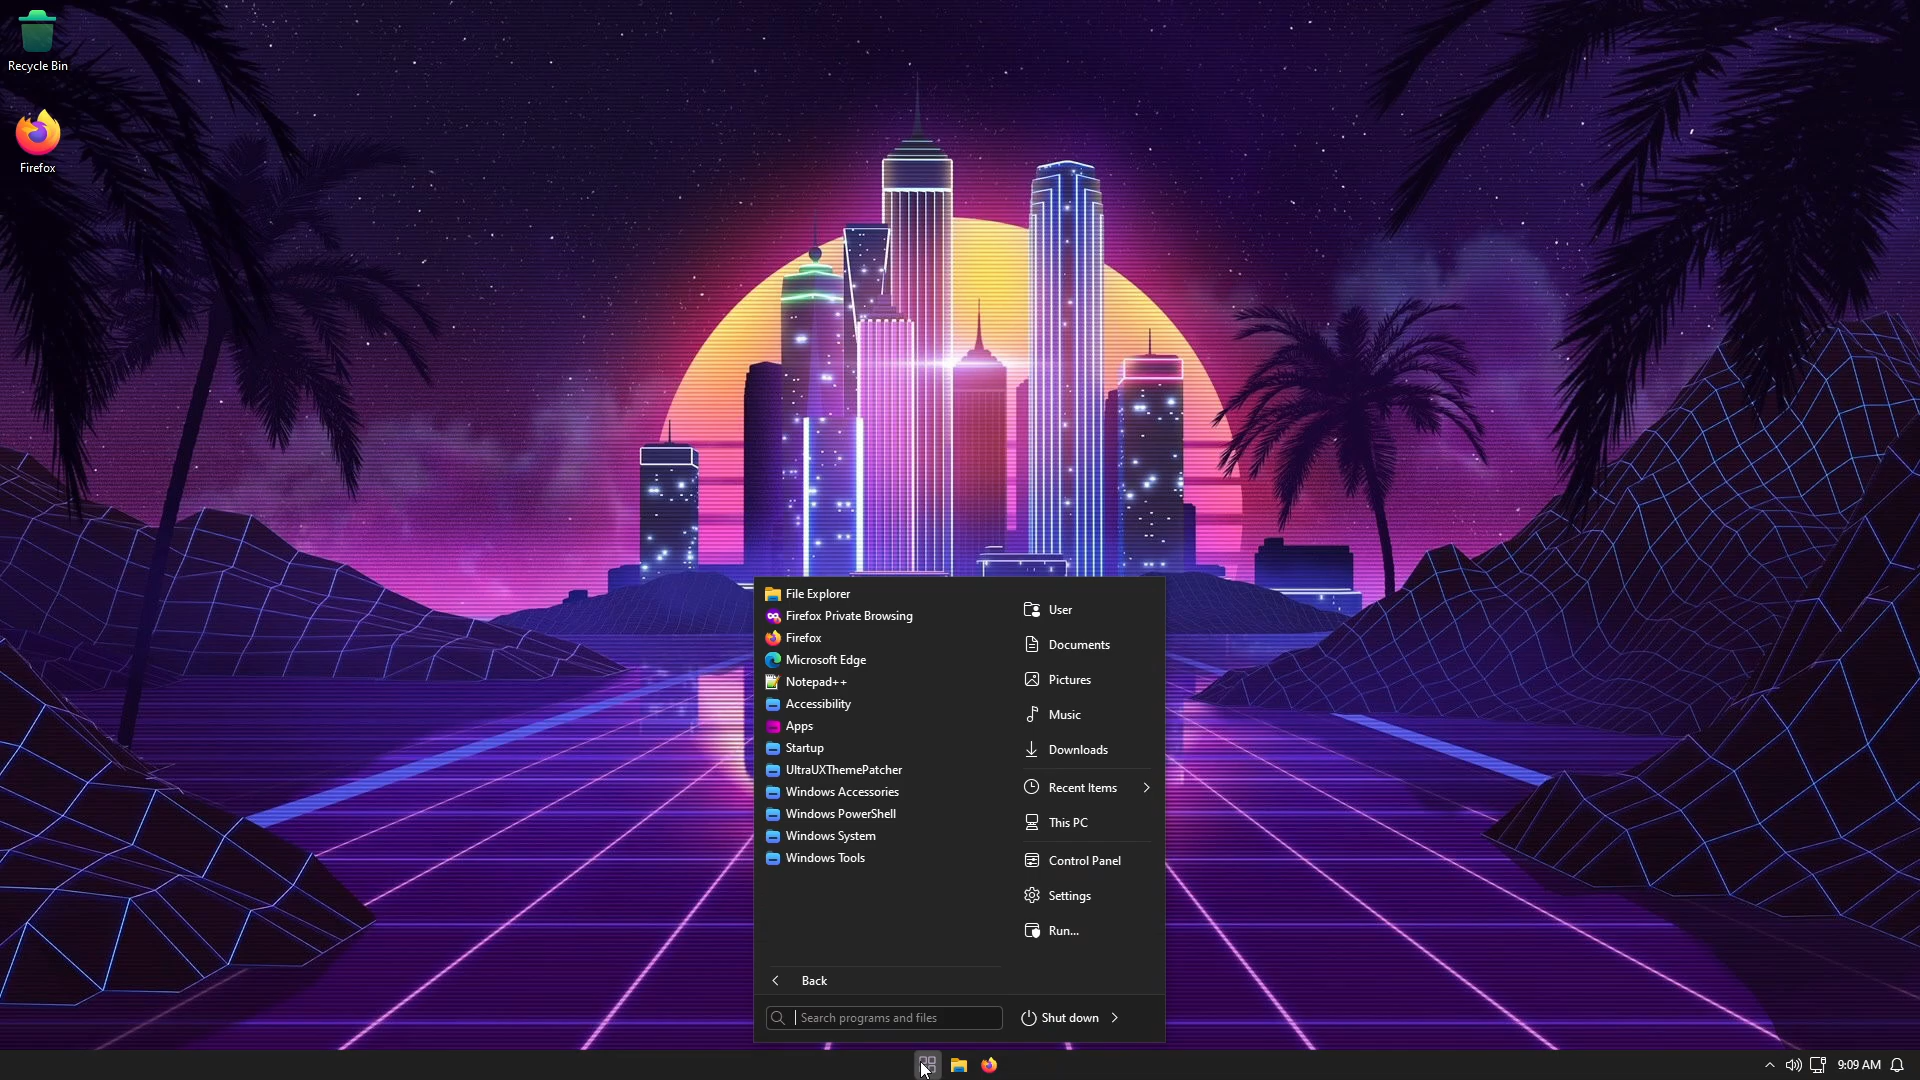 Recycle Bin
Firefox
File Explorer
Firefox Private Browsing
Firefox
Microsoft Edge
Notepad++
Accessibility
Apps
Startup
UltraUXThemePatcher
Windows Accessories
Windows PowerShell
Windows System
Windows Tools
Back
Search programs and files
User
Documents
Pictures
Music
Downloads
Recent Items
This PC
Control Panel
Settings
Run...
Shut down
9:09 AM